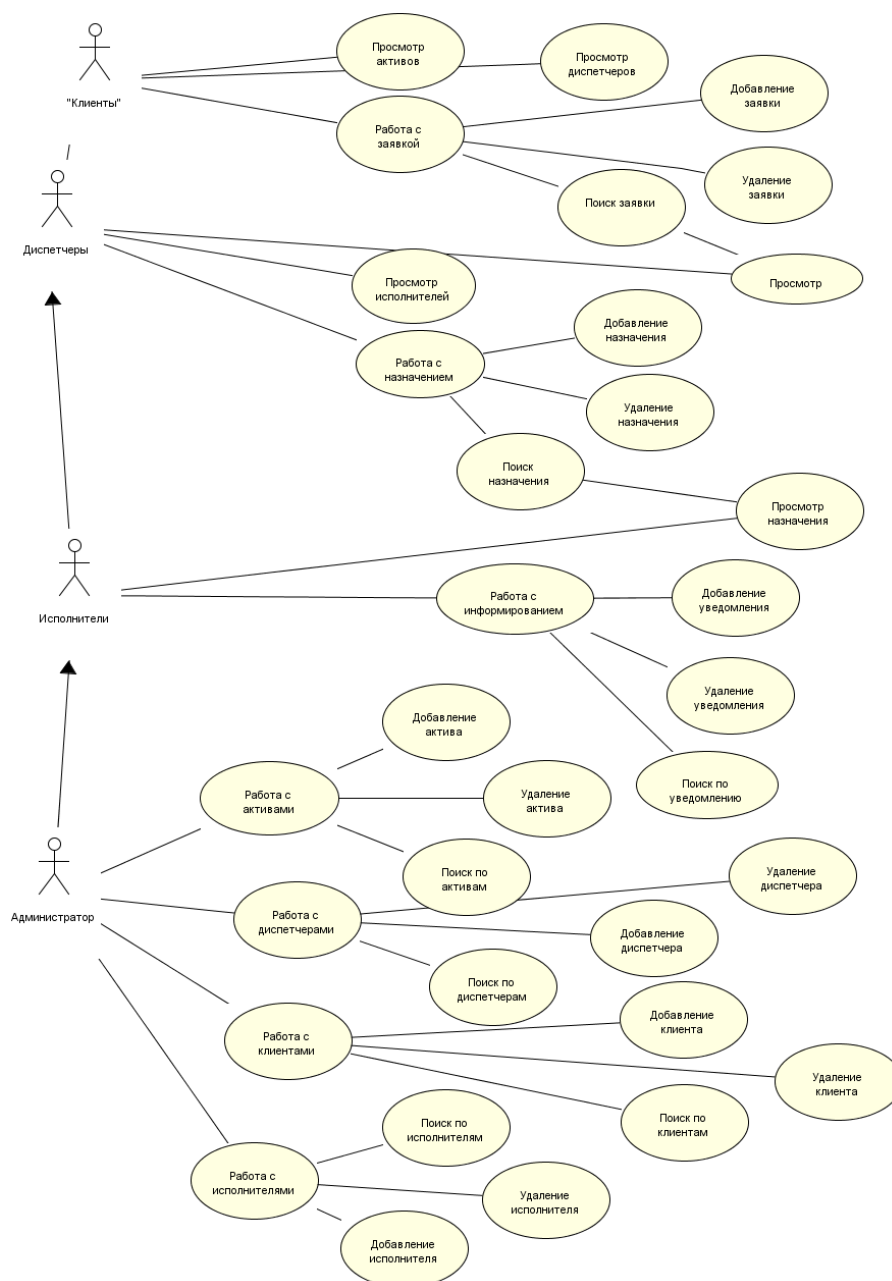 Просмотр
активов
Просмотр
диспетчеров
"Клиенты"
Добавление
заявки
Работа с
заявкой
Удаление
заявки
Поиск заявки
Диспетчеры
Просмотр
исполнителей
Просмотр
Добавление
назначения
Работа с
назначением
Удаление
назначения
Поиск
назначения
Просмотр
назначения
Исполнители
Работа с
информированием
Добавление
уведомления
Удаление
уведомления
Добавление
актива
Работа с
активами
Удаление
актива
Поиск по
уведомлению
Поиск по
активам
Удаление
диспетчера
Администратор
Работа с
диспетчерами
Добавление
диспетчера
Поиск по
диспетчерам
Добавление
клиента
Работа с
клиентами
Удаление
клиента
Поиск по
клиентам
Поиск по
исполнителям
Работа с
исполнителями
Удаление
исполнителя
Добавление
исполнителя